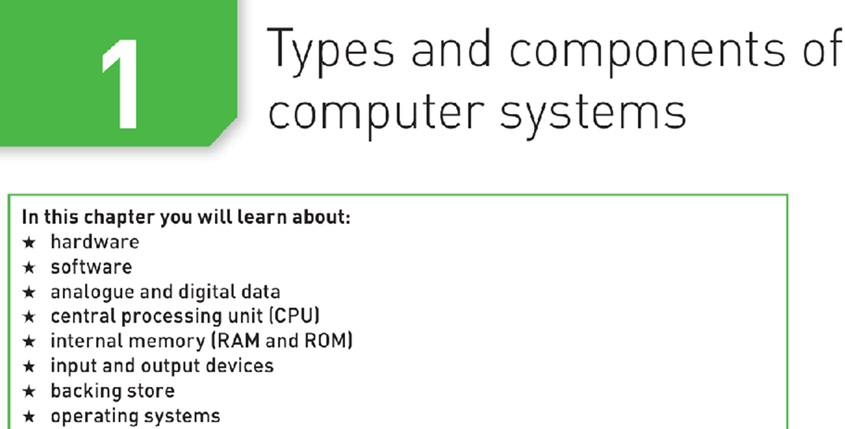 1
Types and components of
computer systems
In this chapter you will learn about:
★ hardware
★ software
★ analogue and digital data
★ central processing unit (CPU)
★ internal memory (RAM and ROM)
★ input and output devices
★ backing store
★ operating systems